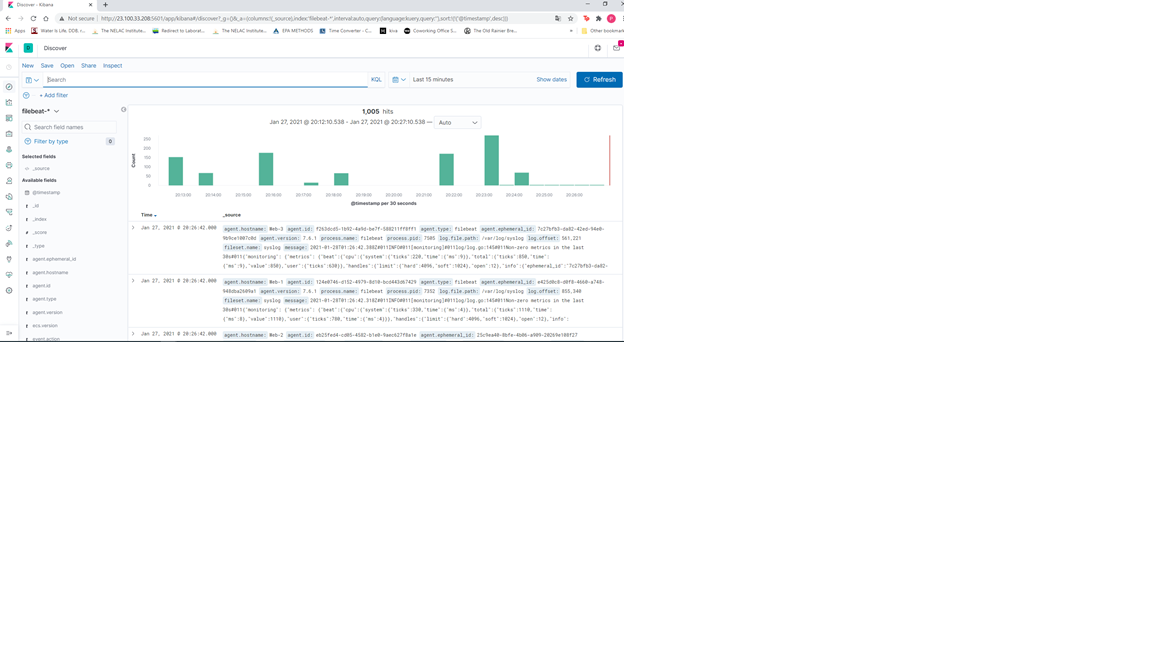 Discover - Kibana
Not secure | http://23.100.33.208:5601/app/kibana#/discover?_g=()&_a=(columns:!(_source),index:'filebeat-*',interval:auto,query:(language:kuery,query:''),sort:!(!('@timestamp',desc)))
Apps Water Is Life, DDB, r... The NELAC Institute... Redirect to Laborat... The NELAC Institute... EPA METHODS Time Converter - C... kiva Coworking Office S... The Old Rainier Bre... » Other bookmark
D Discover
New Save Open Share Inspect
Search KQL Last 15 minutes Show dates Refresh
+ Add filter
filebeat-*
1,005 hits
Jan 27, 2021 @ 20:12:10.538 - Jan 27, 2021 @ 20:27:10.538 — Auto
Search field names
Filter by type 0
Selected fields
_source
Available fields
@timestamp
t _id
t _index
# _score
t _type
t agent.ephemeral_id
t agent.hostname
t agent.id
t agent.type
t agent.version
t ecs.version
t event.action
Count
250
200
150
100
50
0
20:13:00 20:14:00 20:15:00 20:16:00 20:17:00 20:18:00 20:19:00 20:20:00 20:21:00 20:22:00 20:23:00 20:24:00 20:25:00 20:26:00
@timestamp per 30 seconds
Time _source
Jan 27, 2021 @ 20:26:42.000 agent.hostname: Web-3 agent.id: f263dcd5-1b92-4a9d-be7f-588211ff8ff1 agent.type: filebeat agent.ephemeral_id: 7c27bfb3-da82-42ed-94e0-
9b9ce1007c8d agent.version: 7.6.1 process.name: filebeat process.pid: 7505 log.file.path: /var/log/syslog log.offset: 561,221
fileset.name: syslog message: 2021-01-28T01:26:42.388Z#011INFO#011[monitoring]#011log/log.go:145#011Non-zero metrics in the last
30s#011{"monitoring": {"metrics": {"beat":{"cpu":{"system":{"ticks":220,"time":{"ms":9}},"total":{"ticks":850,"time":
{"ms":9},"value":850},"user":{"ticks":630}},"handles":{"limit":{"hard":4096,"soft":1024},"open":12},"info":{"ephemeral_id":"7c27bfb3-da82-
Jan 27, 2021 @ 20:26:42.000 agent.hostname: Web-1 agent.id: 124e074b-d152-4979-8d10-bcd443d67429 agent.type: filebeat agent.ephemeral_id: e425d0c8-d0f8-4b60-a748-
948dba2609a1 agent.version: 7.6.1 process.name: filebeat process.pid: 7352 log.file.path: /var/log/syslog log.offset: 855,340
fileset.name: syslog message: 2021-01-28T01:26:42.318Z#011INFO#011[monitoring]#011log/log.go:145#011Non-zero metrics in the last
30s#011{"monitoring": {"metrics": {"beat":{"cpu":{"system":{"ticks":330,"time":{"ms":4}},"total":{"ticks":1110,"time":
{"ms":8},"value":1110},"user":{"ticks":780,"time":{"ms":4}}},"handles":{"limit":{"hard":4096,"soft":1024},"open":12},"info":
Jan 27, 2021 @ 20:26:42.000 agent.hostname: Web-2 agent.id: eb25fed4-cd05-4582-b1e0-9aec627f8a1e agent.ephemeral_id: 25c9ea40-8bfe-4b06-a909-20269e108f27